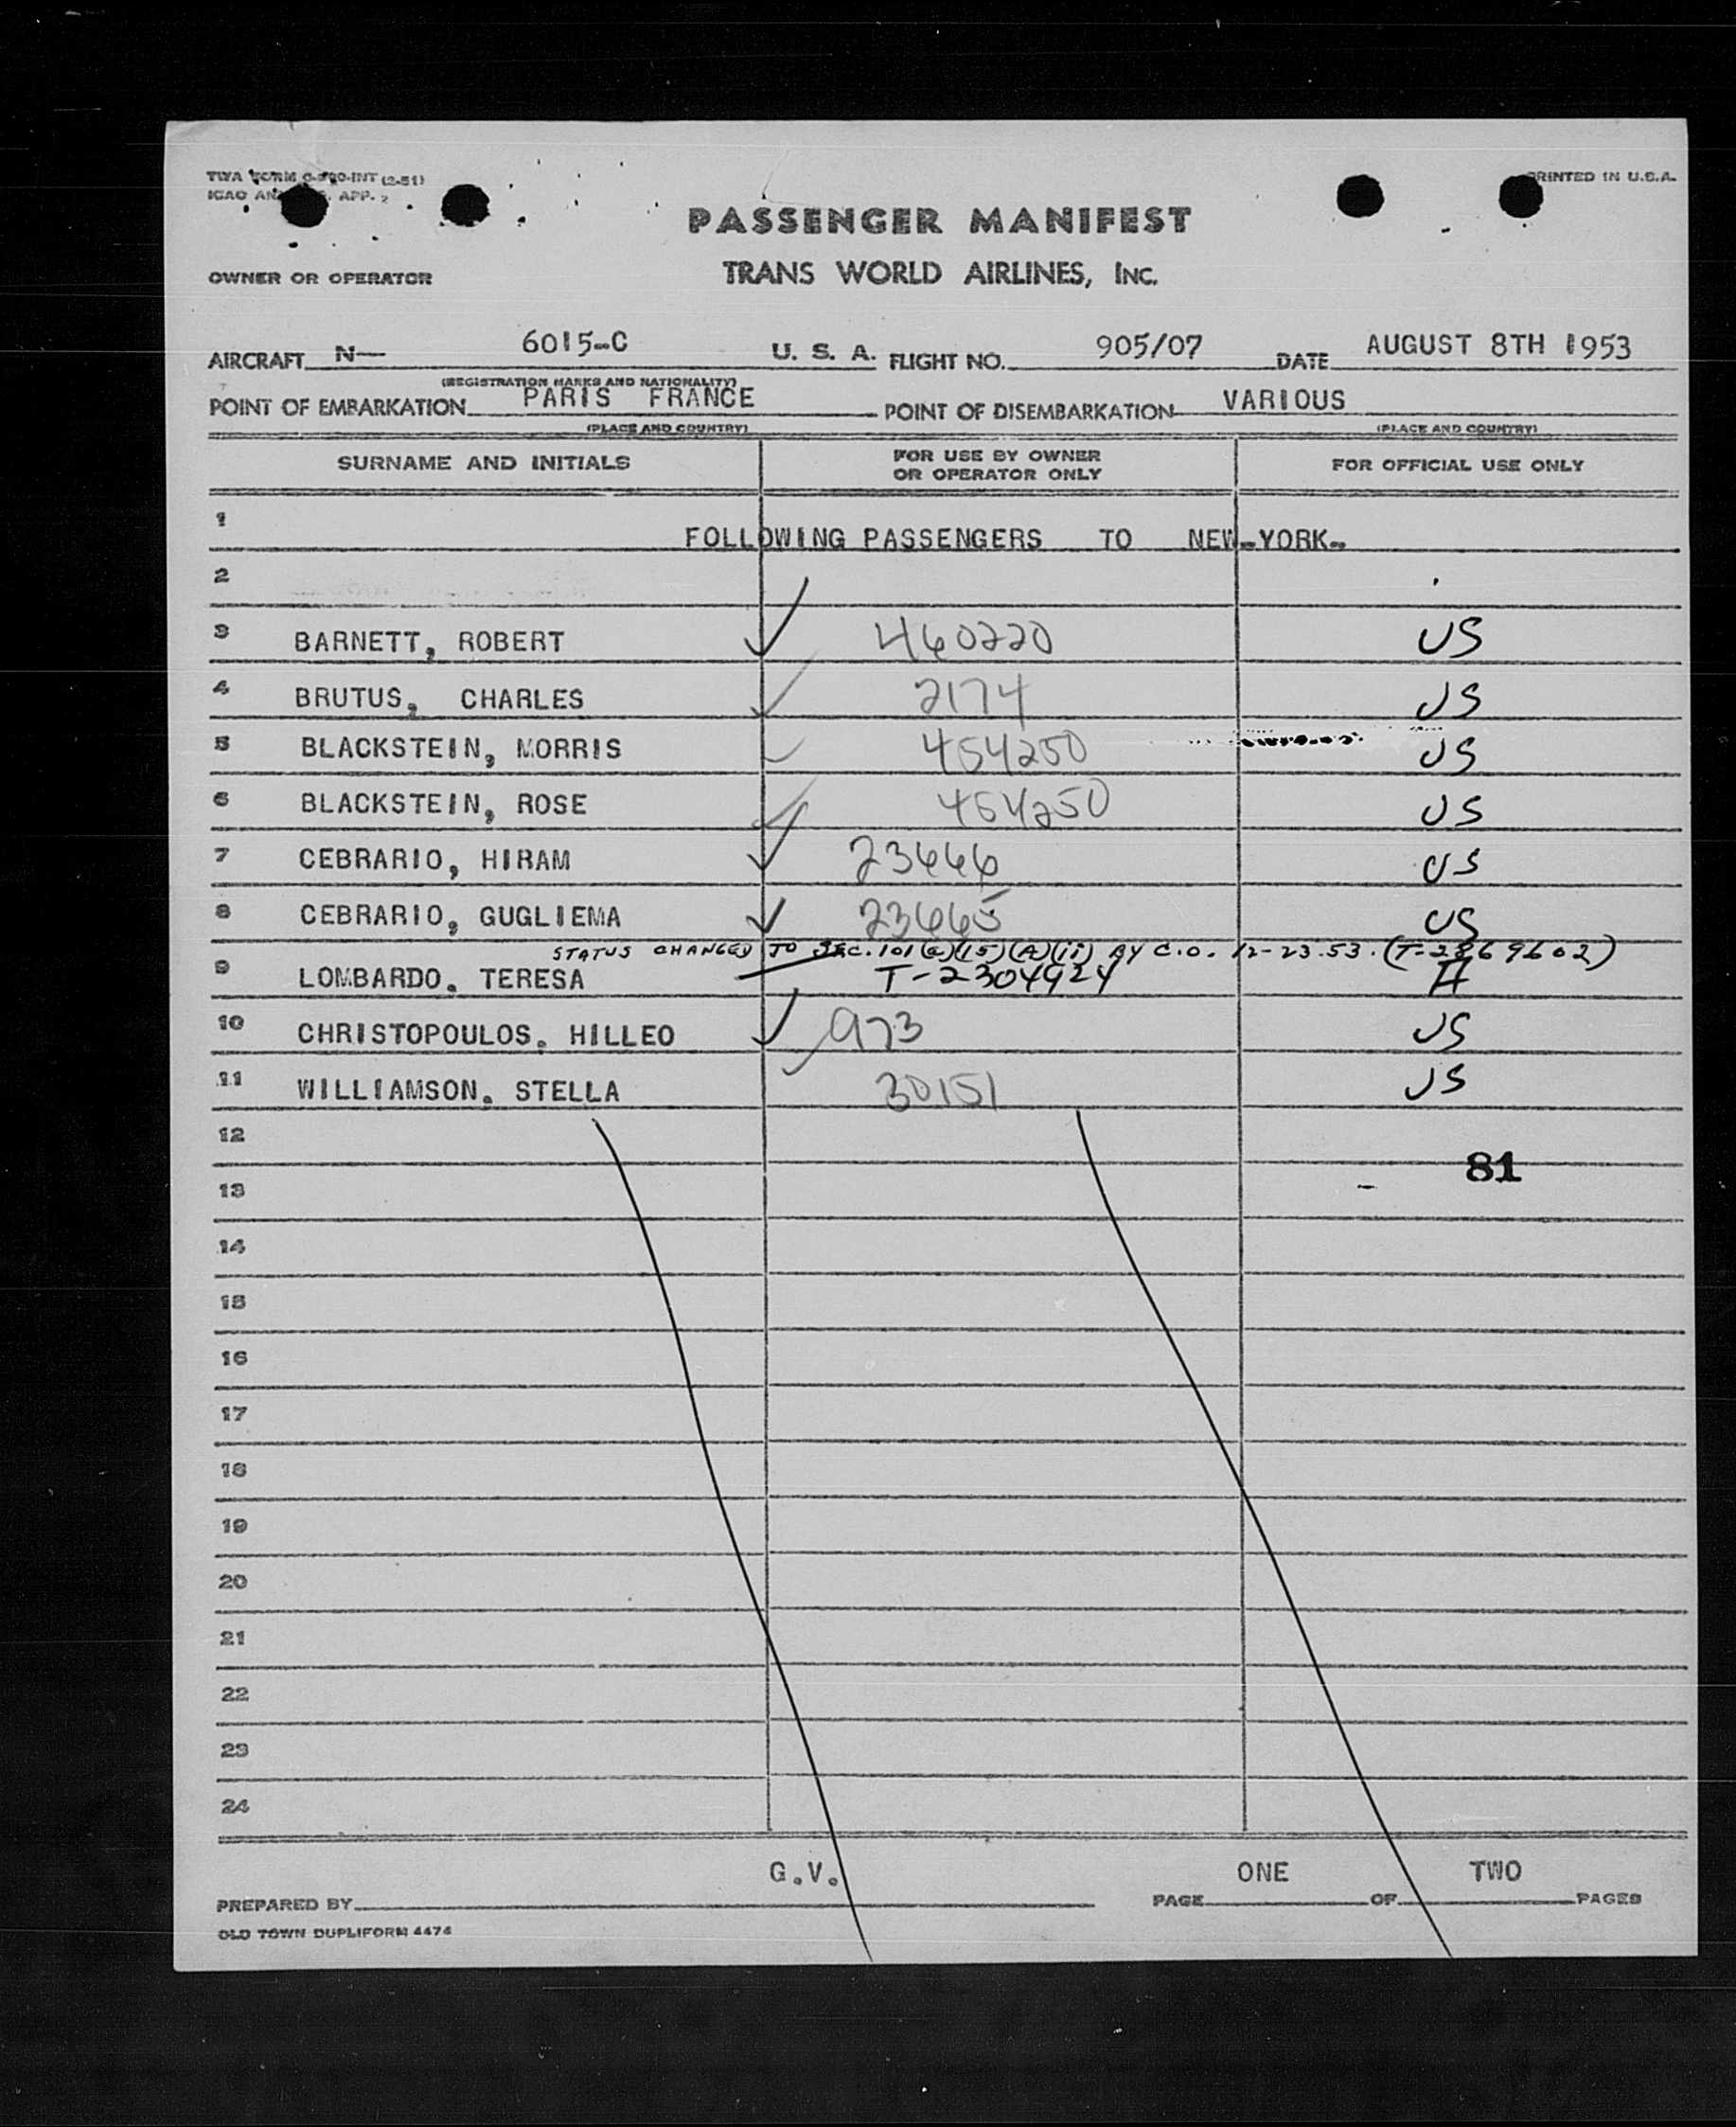 TWA FORM (2-51)
PRINTED IN U.S.A.
ICAO APP. 2
PASSENGER MANIFEST
OWNER OR OPERATOR
TRANS WORLD AIRLINES, INC.
AIRCRAFT N— 6015-C U. S. A. FLIGHT NO. 905/07 DATE AUGUST 8TH 1953
(REGISTRATION MARKS AND NATIONALITY)
POINT OF EMBARKATION PARIS FRANCE POINT OF DISEMBARKATION VARIOUS
(PLACE AND COUNTRY) (PLACE AND COUNTRY)
SURNAME AND INITIALS FOR USE BY OWNER OR OPERATOR ONLY FOR OFFICIAL USE ONLY
1 FOLLOWING PASSENGERS TO NEW-YORK-
2
3 BARNETT, ROBERT ✓ 460220 US
4 BRUTUS, CHARLES ✓ 2174 US
5 BLACKSTEIN, MORRIS ✓ 454250 US
6 BLACKSTEIN, ROSE ✓ 454250 US
7 CEBRARIO, HIRAM ✓ 23446 US
8 CEBRARIO, GUGLIEMA ✓ 23445 US
STATUS CHANGED TO SEC. 101(a)(15)(A)(ii) BY C.O. 12-23-53. (T-2869602)
9 LOMBARDO. TERESA T-2304924
10 CHRISTOPOULOS. HILLEO ✓ 973 US
11 WILLIAMSON. STELLA ✓ 30151 US
12
81
13
14
15
16
17
18
19
20
21
22
23
24
PREPARED BY G.V. PAGE ONE OF TWO PAGES
OLD TOWN DUPLIFORM 4474